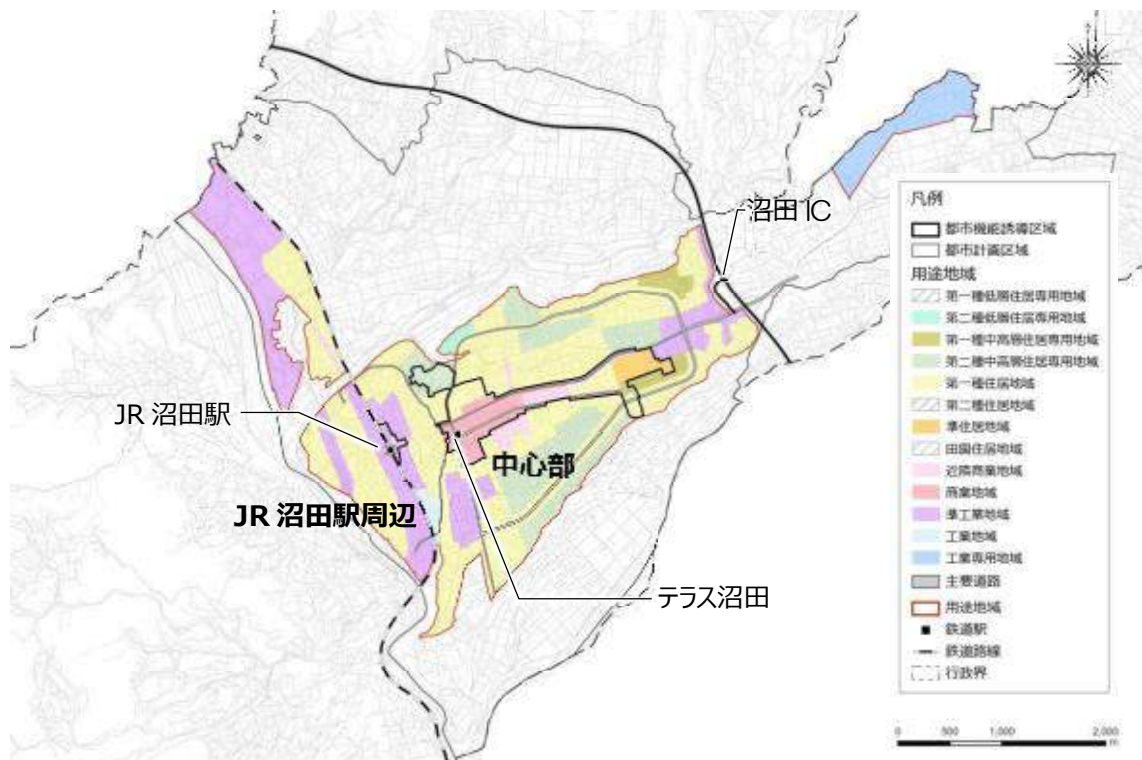 沼田 IC
JR 沼田駅
中心部
JR 沼田駅周辺
テラス沼田
凡例
都市機能誘導区域
都市計画区域
用途地域
第一種低層住居専用地域
第二種低層住居専用地域
第一種中高層住居専用地域
第二種中高層住居専用地域
第一種住居地域
第二種住居地域
準住居地域
田園住居地域
近隣商業地域
商業地域
準工業地域
工業地域
工業専用地域
主要道路
用途地域
鉄道駅
鉄道路線
行政界
0 500 1,000 2,000
m